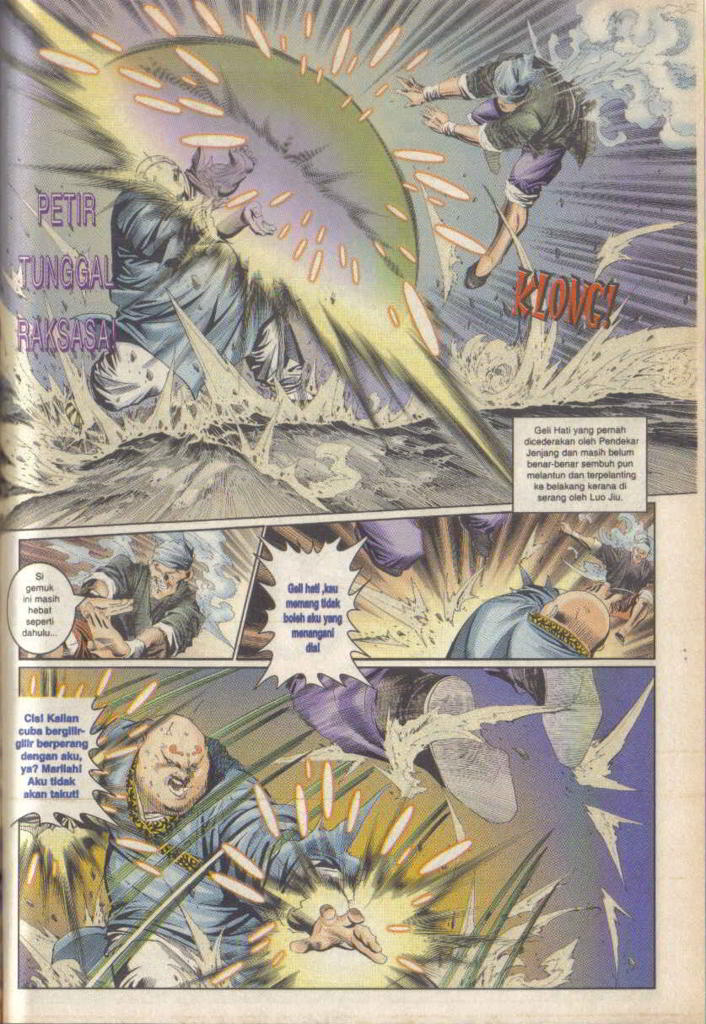 PETIR
TUNGGAL
RAKSASA!
KLONG!
Geli Hati yang pernah
dicederakan oleh Pendekar
Jenjang dan masih belum
benar-benar sembuh pun
melantun dan terpelanting
ke belakang kerana di
serang oleh Luo Jiu.
Si
gemuk
ini masih
hebat
seperti
dahulu...
Geli hati ,kau
memang tidak
boleh aku yang
menangani
dia!
Cis! Kalian
cuba bergilir-
gilir berperang
dengan aku,
ya? Marilah!
Aku tidak
akan takut!